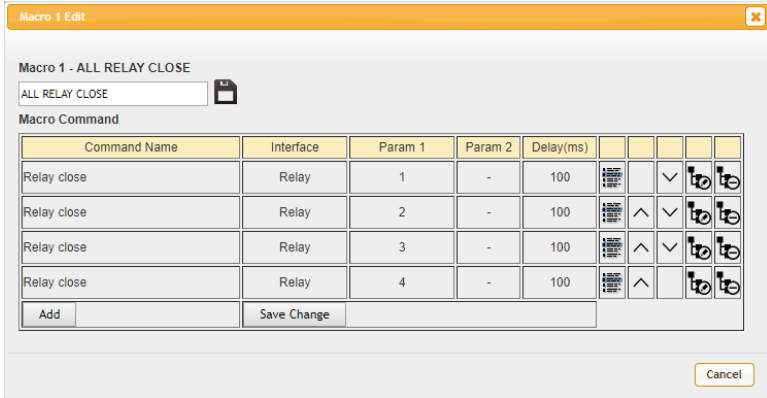 Macro 1 Edit
Macro 1 - ALL RELAY CLOSE
ALL RELAY CLOSE
Macro Command
Command Name Interface Param 1 Param 2 Delay(ms)
Relay close Relay 1 - 100
Relay close Relay 2 - 100
Relay close Relay 3 - 100
Relay close Relay 4 - 100
Add Save Change
Cancel